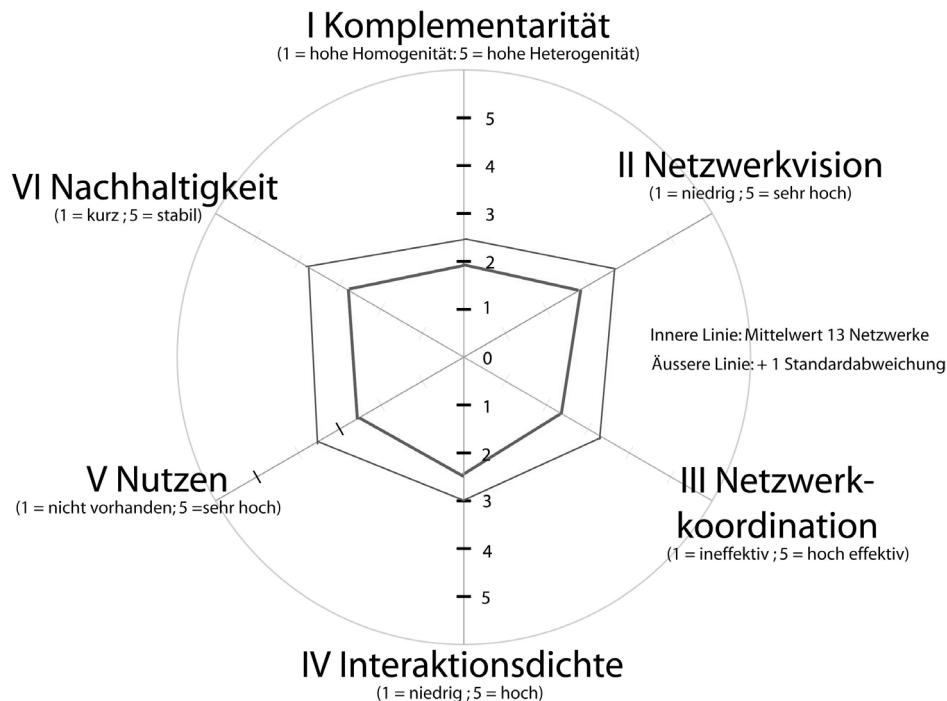 I Komplementarität
(1 = hohe Homogenität: 5 = hohe Heterogenität)
5
4
II Netzwerkvision
(1 = niedrig ; 5 = sehr hoch)
VI Nachhaltigkeit
(1 = kurz ; 5 = stabil)
3
2
1
Innere Linie: Mittelwert 13 Netzwerke
0
Äussere Linie: + 1 Standardabweichung
1
2
V Nutzen
(1 = nicht vorhanden; 5 =sehr hoch)
3
III Netzwerk-
koordination
(1 = ineffektiv ; 5 = hoch effektiv)
4
5
IV Interaktionsdichte
(1 = niedrig ; 5 = hoch)